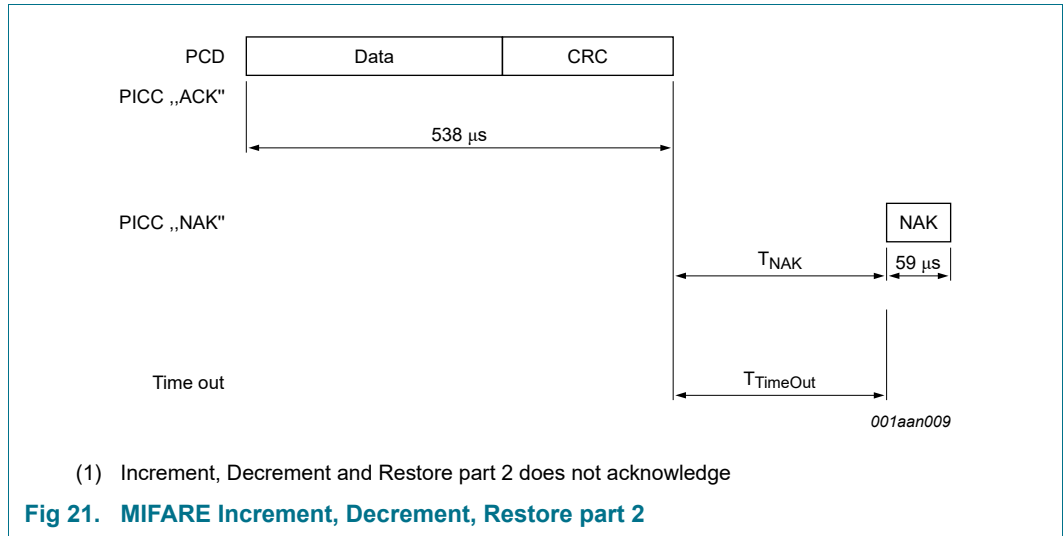 PCD Data CRC
PICC ,,ACK"
538 μs
PICC ,,NAK" NAK
TNAK 59 μs
Time out TTimeOut
001aan009
(1) Increment, Decrement and Restore part 2 does not acknowledge
Fig 21. MIFARE Increment, Decrement, Restore part 2